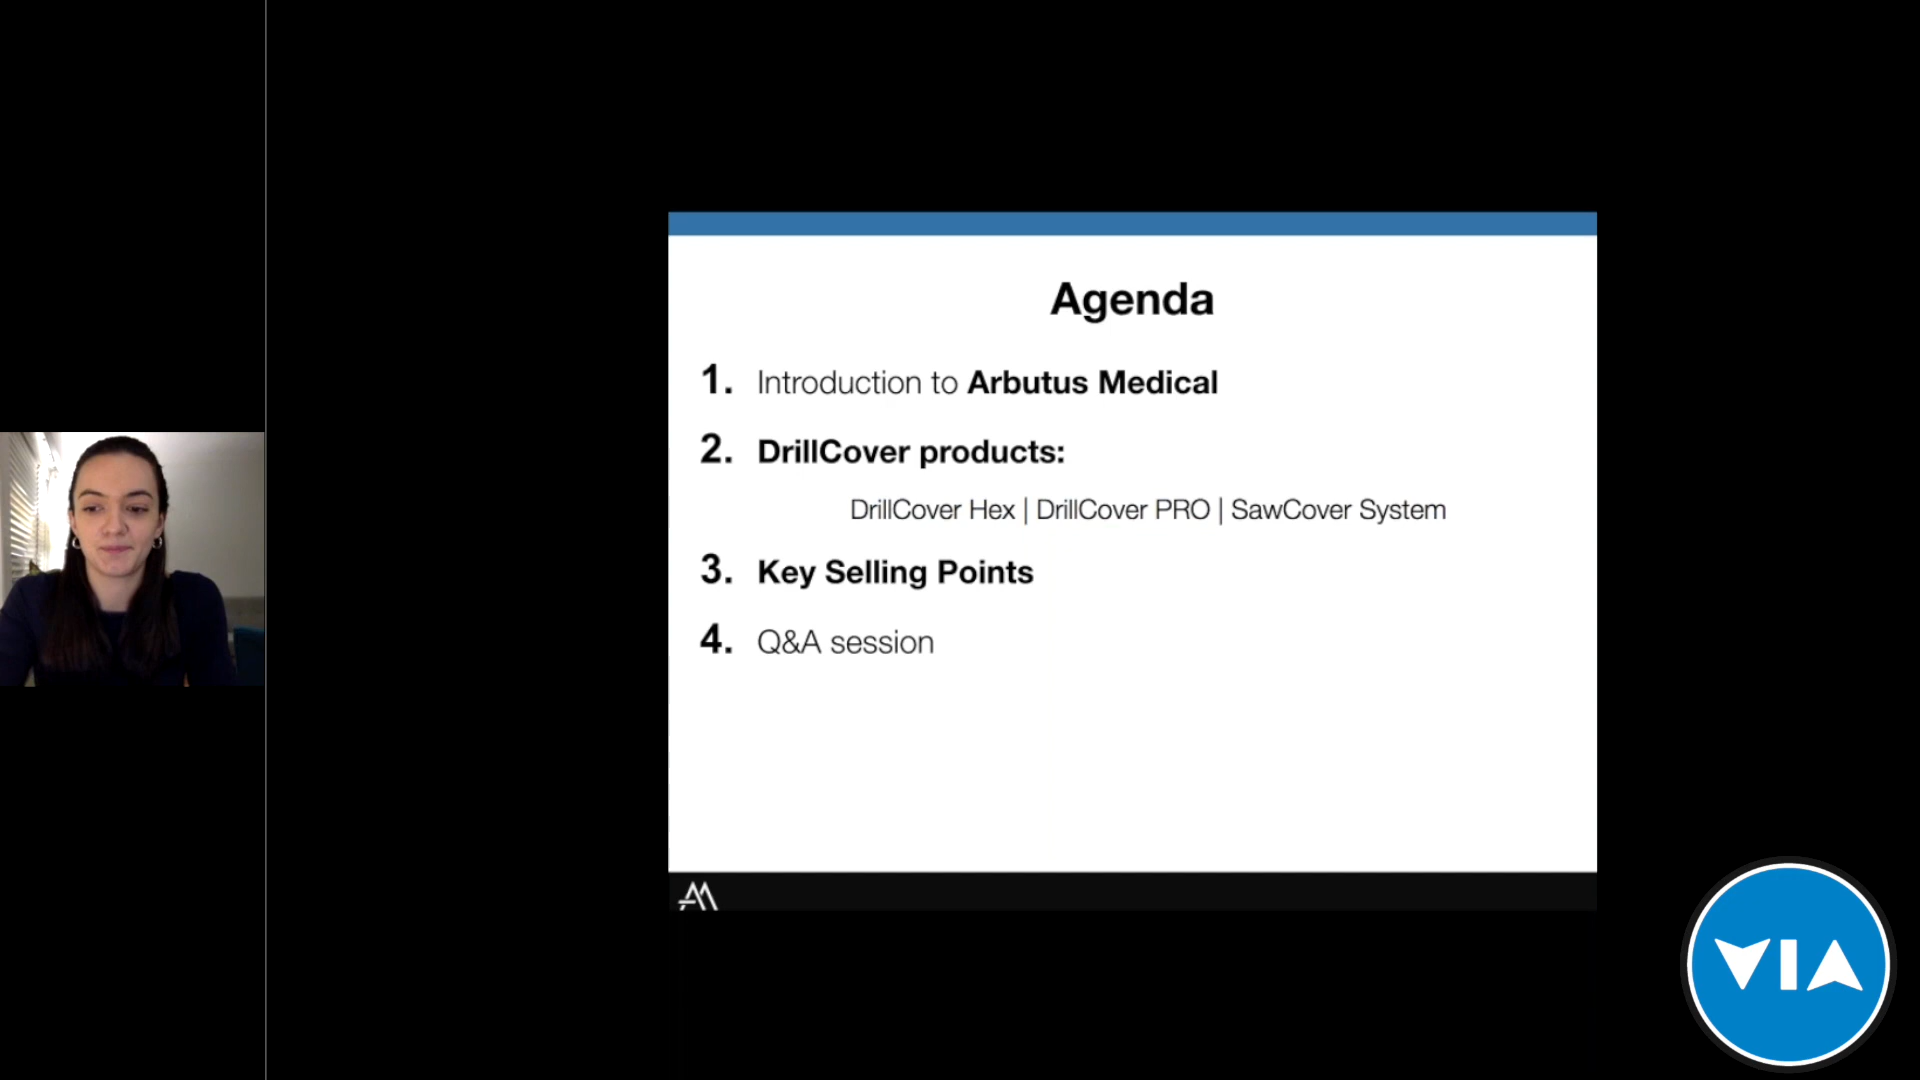 Agenda
1. Introduction to Arbutus Medical
2. DrillCover products:
DrillCover Hex | DrillCover PRO | SawCover System
3. Key Selling Points
4. Q&A session
VIA